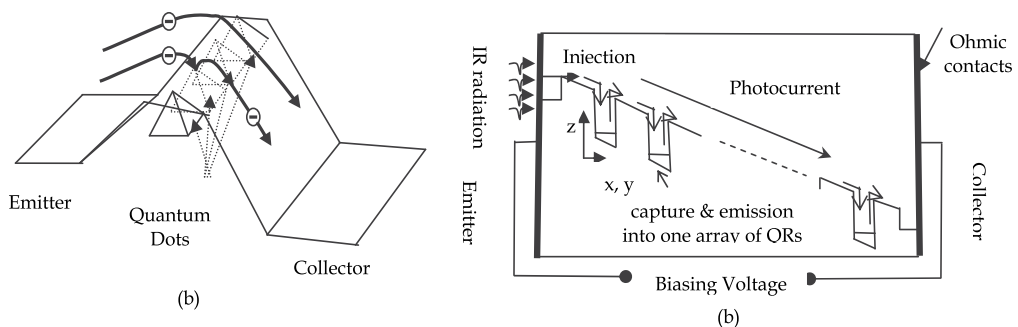 Emitter
Quantum
Dots
Collector
(b)
IR radiation
Emitter
Injection
Photocurrent
Ohmic
contacts
z
x, y
capture & emission
into one array of QRs
Collector
Biasing Voltage
(b)